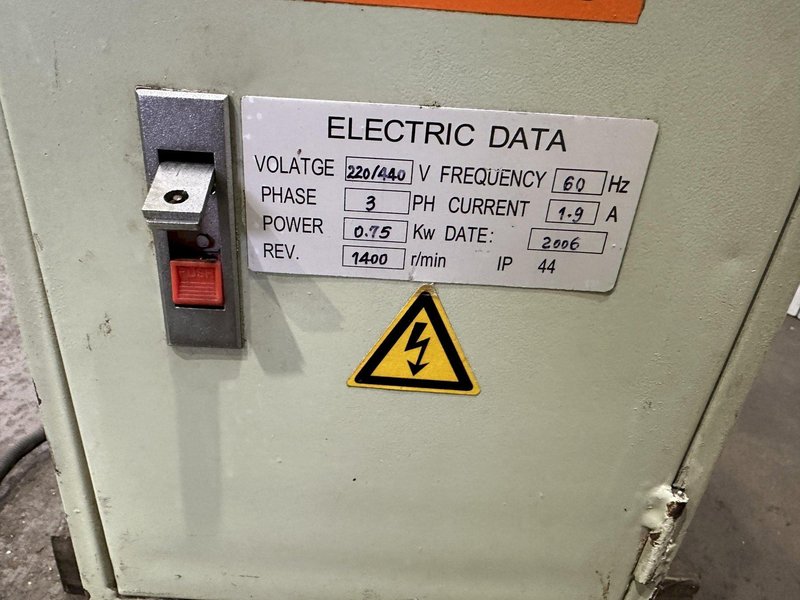 ELECTRIC DATA
VOLATGE 220/440 V FREQUENCY 60 Hz
PHASE 3 PH CURRENT 1.9 A
POWER 0.75 Kw DATE: 2006
REV. 1400 r/min IP 44
PUSH